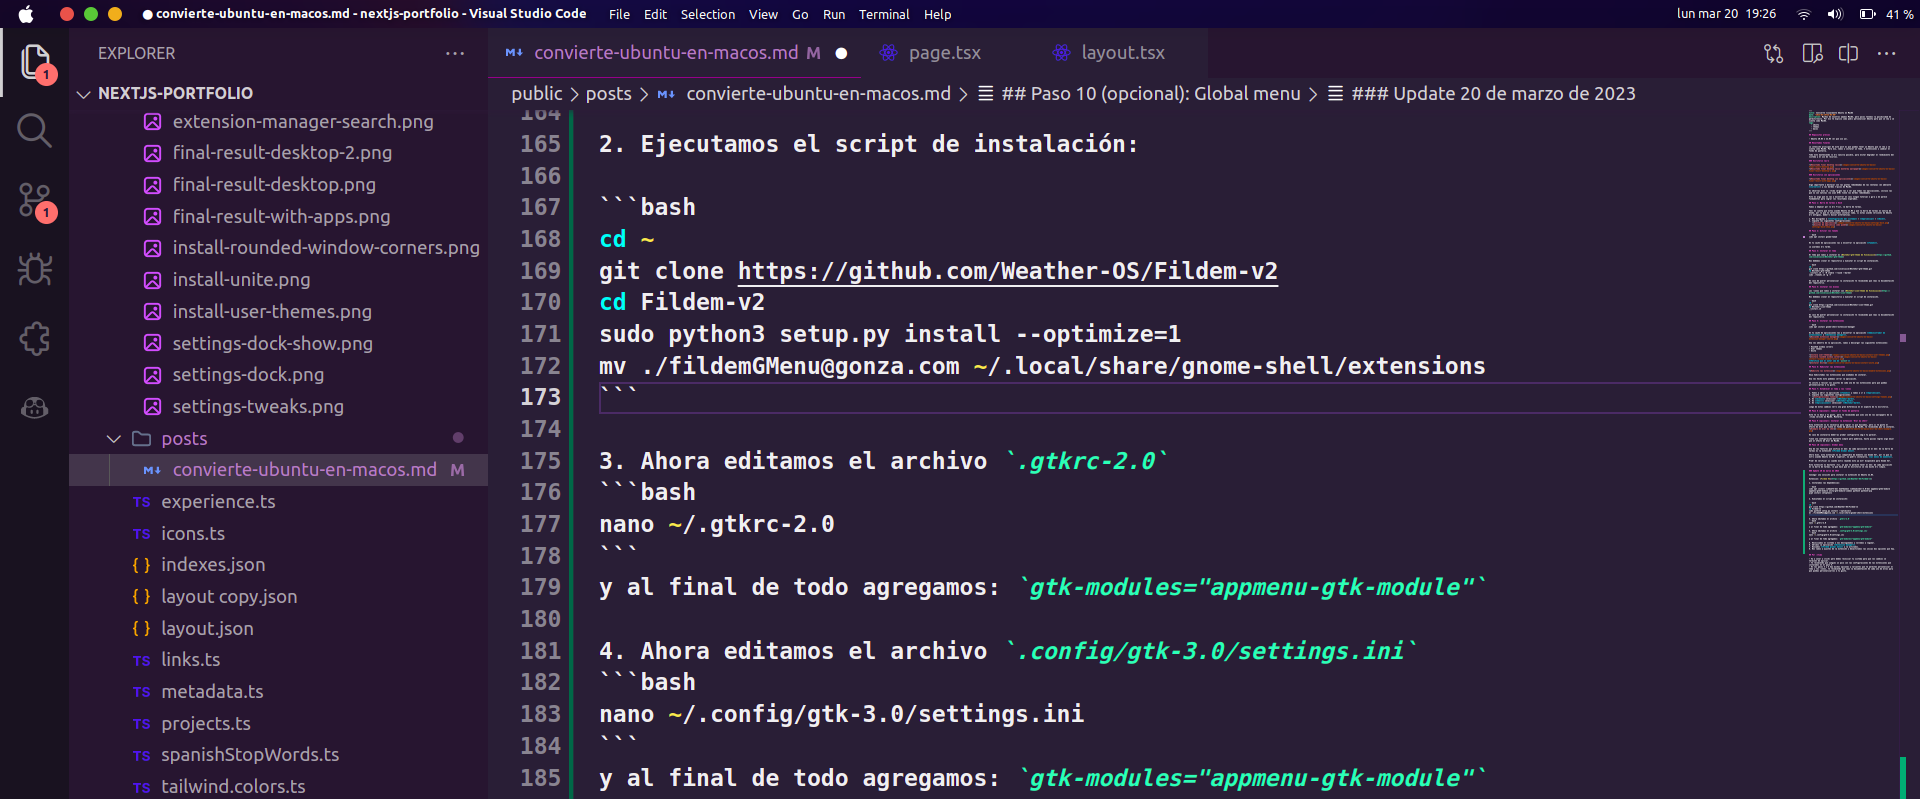 convierte-ubuntu-en-macos.md - nextjs-portfolio - Visual Studio Code File Edit Selection View Go Run Terminal Help lun mar 20 19:26 41 %
EXPLORER
NEXTJS-PORTFOLIO
extension-manager-search.png
final-result-desktop-2.png
final-result-desktop.png
final-result-with-apps.png
install-rounded-window-corners.png
install-unite.png
install-user-themes.png
settings-dock-show.png
settings-dock.png
settings-tweaks.png
posts
convierte-ubuntu-en-macos.md M
TS experience.ts
TS icons.ts
{ } indexes.json
{ } layout copy.json
{ } layout.json
TS links.ts
TS metadata.ts
TS projects.ts
TS spanishStopWords.ts
TS tailwind.colors.ts
1
1
convierte-ubuntu-en-macos.md M page.tsx layout.tsx
public > posts > convierte-ubuntu-en-macos.md > ## Paso 10 (opcional): Global menu > ### Update 20 de marzo de 2023
164
165 2. Ejecutamos el script de instalación:
166
167 ```bash
168 cd ~
169 git clone https://github.com/Weather-OS/Fildem-v2
170 cd Fildem-v2
171 sudo python3 setup.py install --optimize=1
172 mv ./fildemGMenu@gonza.com ~/.local/share/gnome-shell/extensions
173 ```
174
175 3. Ahora editamos el archivo `.gtkrc-2.0`
176 ```bash
177 nano ~/.gtkrc-2.0
178 ```
179 y al final de todo agregamos: `gtk-modules="appmenu-gtk-module"`
180
181 4. Ahora editamos el archivo `.config/gtk-3.0/settings.ini`
182 ```bash
183 nano ~/.config/gtk-3.0/settings.ini
184 ```
185 y al final de todo agregamos: `gtk-modules="appmenu-gtk-module"`